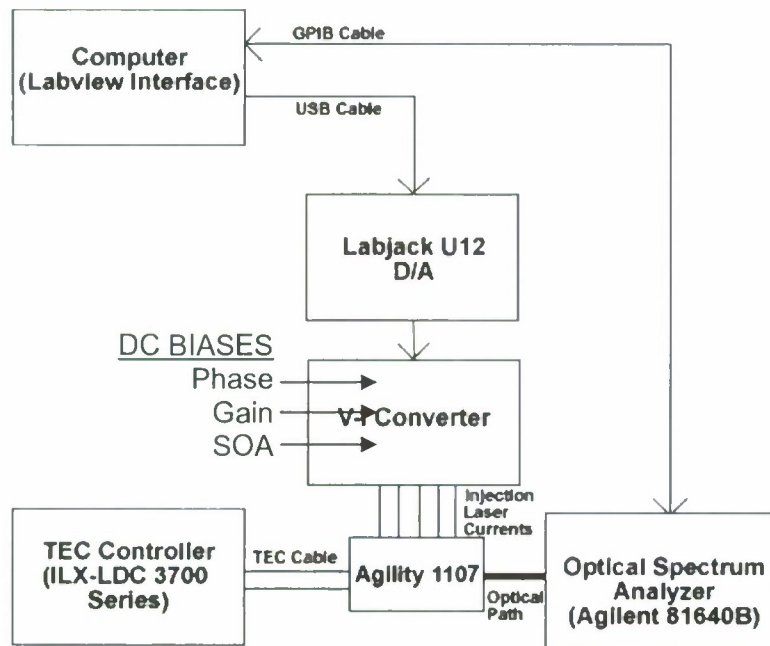 GPIB Cable
Computer
(Labview Interface)
USB Cable
Labjack U12
D/A
DC BIASES
Phase
Gain
SOA
V-I Converter
Injection
Laser
Currents
TEC Controller
(ILX-LDC 3700
Series)
TEC Cable
Agility 1107
Optical
Path
Optical Spectrum
Analyzer
(Agilent 81640B)